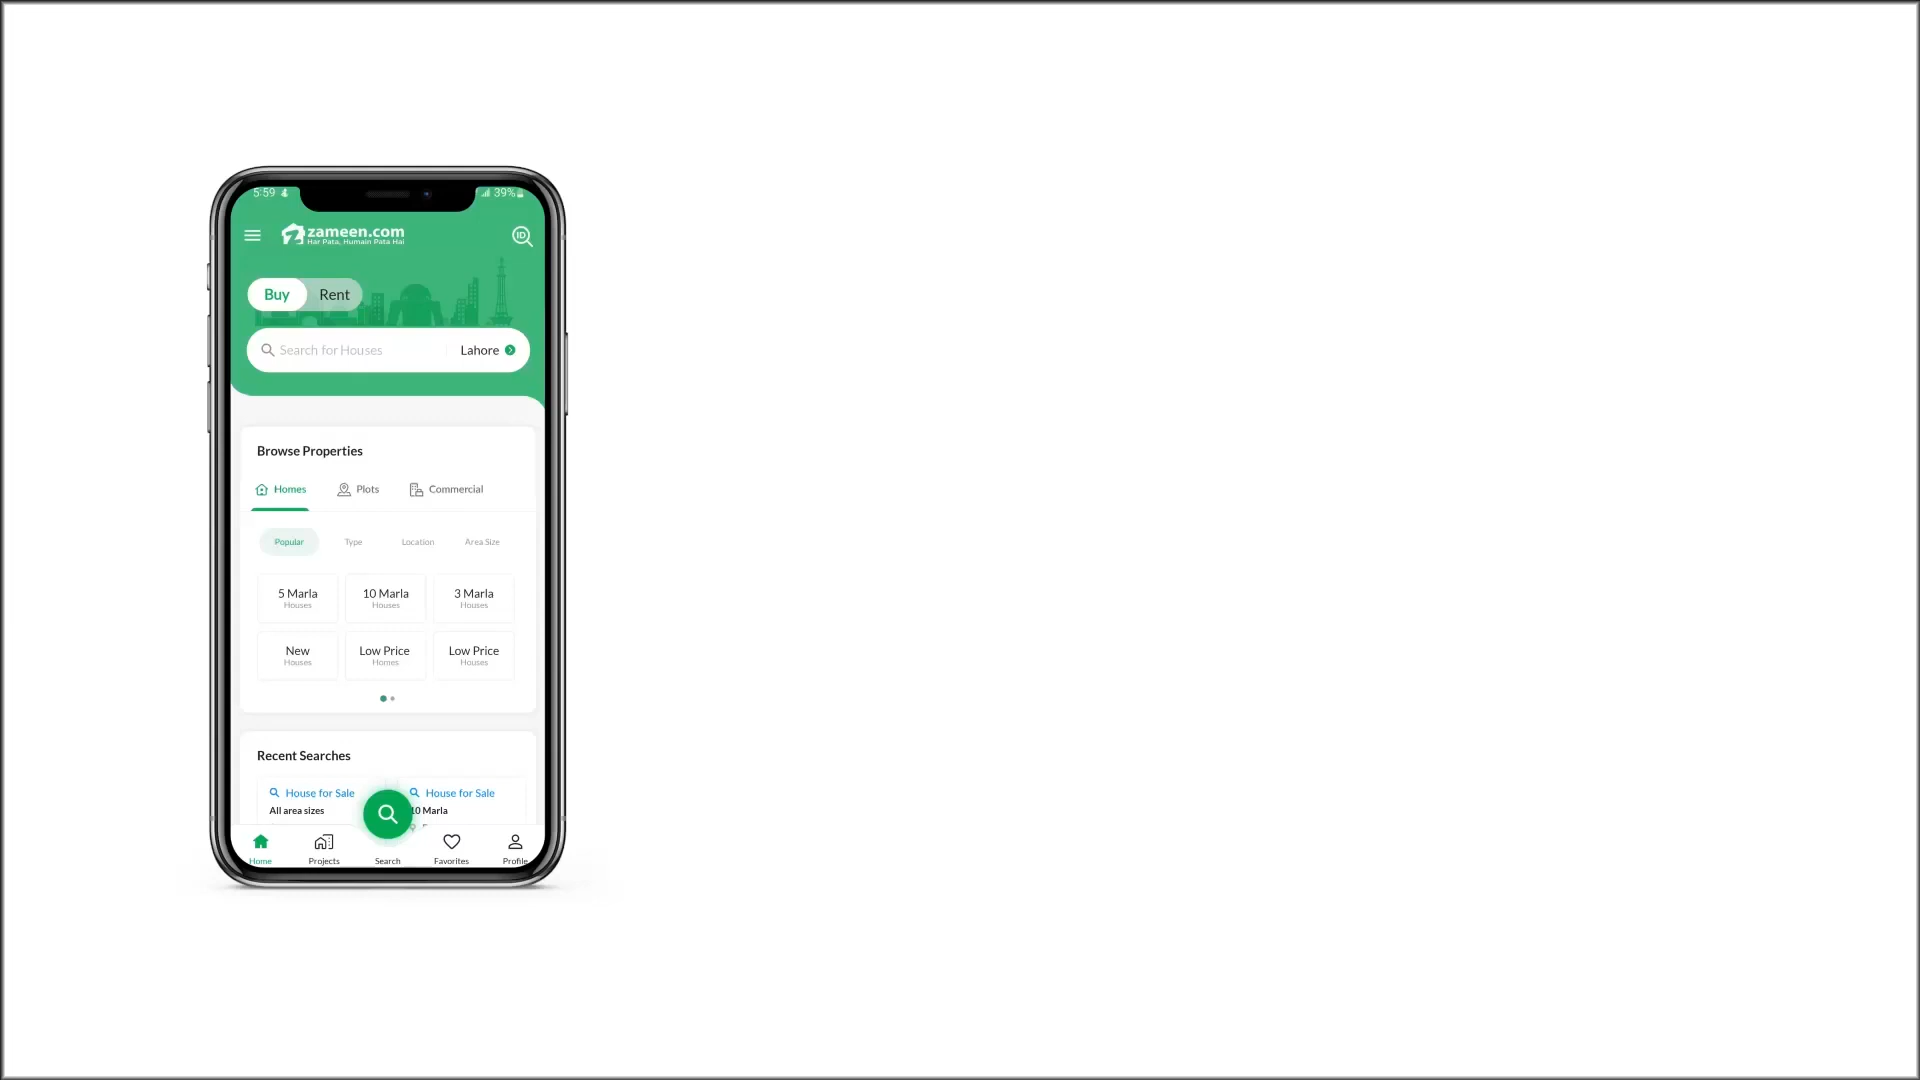 5:59 39%
zameen.com
Har Pata, Humain Pata Hai
ID
Buy Rent
Search for Houses Lahore
Browse Properties
Homes Plots Commercial
Popular Type Location Area Size
5 Marla 10 Marla 3 Marla
Houses Houses Houses
New Low Price Low Price
Houses Homes Houses
Recent Searches
House for Sale House for Sale
All area sizes 10 Marla
Home Projects Search Favorites Profile